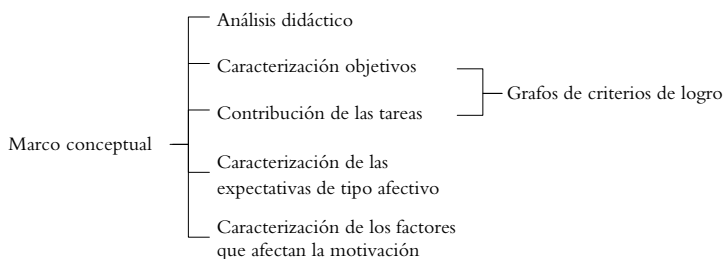 Análisis didáctico
Caracterización objetivos
Grafos de criterios de logro
Contribución de las tareas
Marco conceptual
Caracterización de las
expectativas de tipo afectivo
Caracterización de los factores
que afectan la motivación